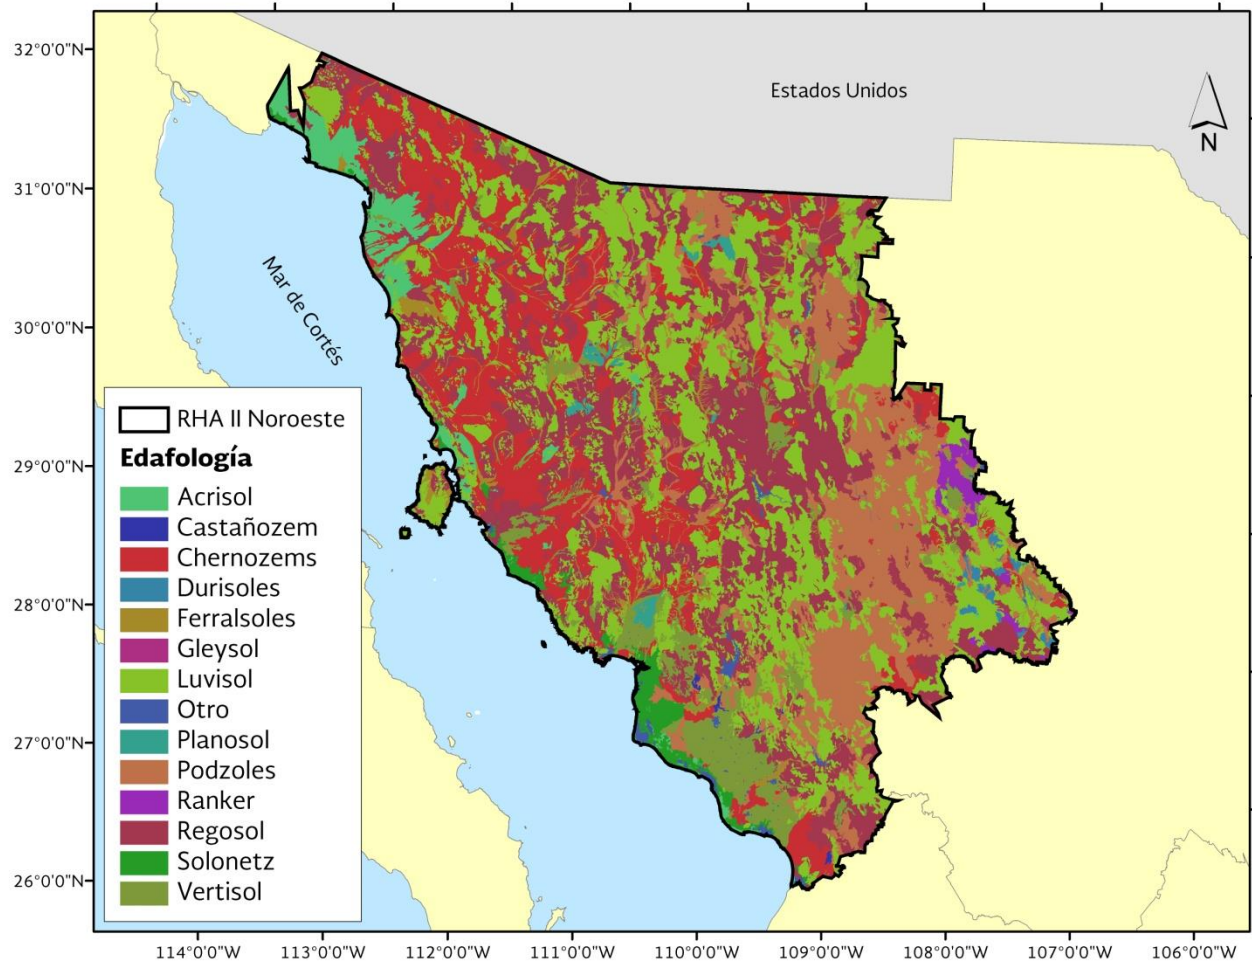 32°0'0"N
Estados Unidos
N
31°0'0"N
Mar de Cortés
30°0'0"N
RHA II Noroeste
Edafología
29°0'0"N
Acrisol
Castañozem
Chernozems
Durisoles
28°0'0"N
Ferralsoles
Gleysol
Luvisol
Otro
27°0'0"N
Planosol
Podzoles
Ranker
Regosol
Solonetz
26°0'0"N
Vertisol
114°0'0"W 113°0'0"W 112°0'0"W 111°0'0"W 110°0'0"W 109°0'0"W 108°0'0"W 107°0'0"W 106°0'0"W